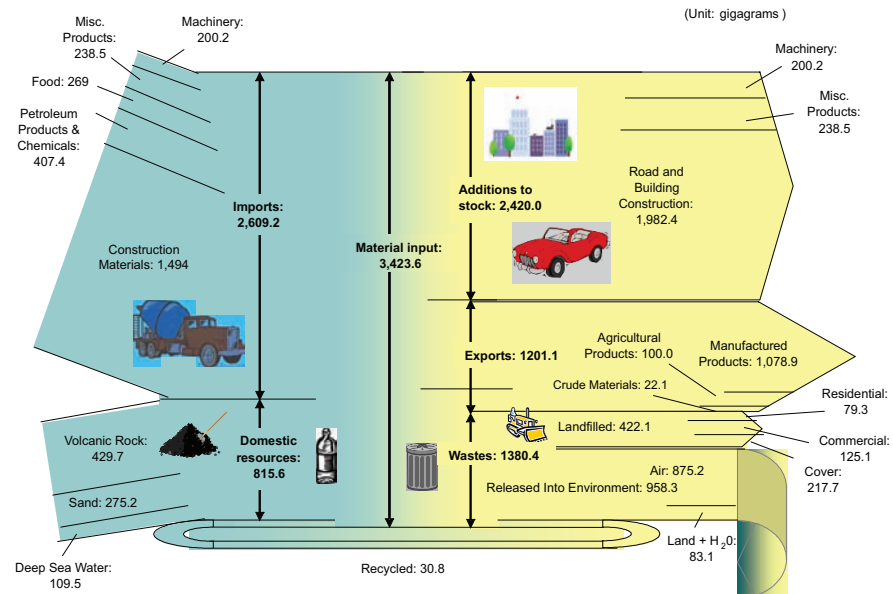 (Unit: gigagrams )
Misc.
Products:
238.5
Machinery:
200.2
Food: 269
Petroleum
Products &
Chemicals:
407.4
Imports:
2,609.2
Construction
Materials: 1,494
Volcanic Rock:
429.7
Domestic
resources:
815.6
Sand: 275.2
Deep Sea Water:
109.5
Material input:
3,423.6
Recycled: 30.8
Machinery:
200.2
Misc.
Products:
238.5
Additions to
stock: 2,420.0
Road and
Building
Construction:
1,982.4
Exports: 1201.1
Agricultural
Products: 100.0
Manufactured
Products: 1,078.9
Crude Materials: 22.1
Residential:
79.3
Landfilled: 422.1
Commercial:
125.1
Wastes: 1380.4
Cover:
217.7
Air: 875.2
Released Into Environment: 958.3
Land + H20:
83.1